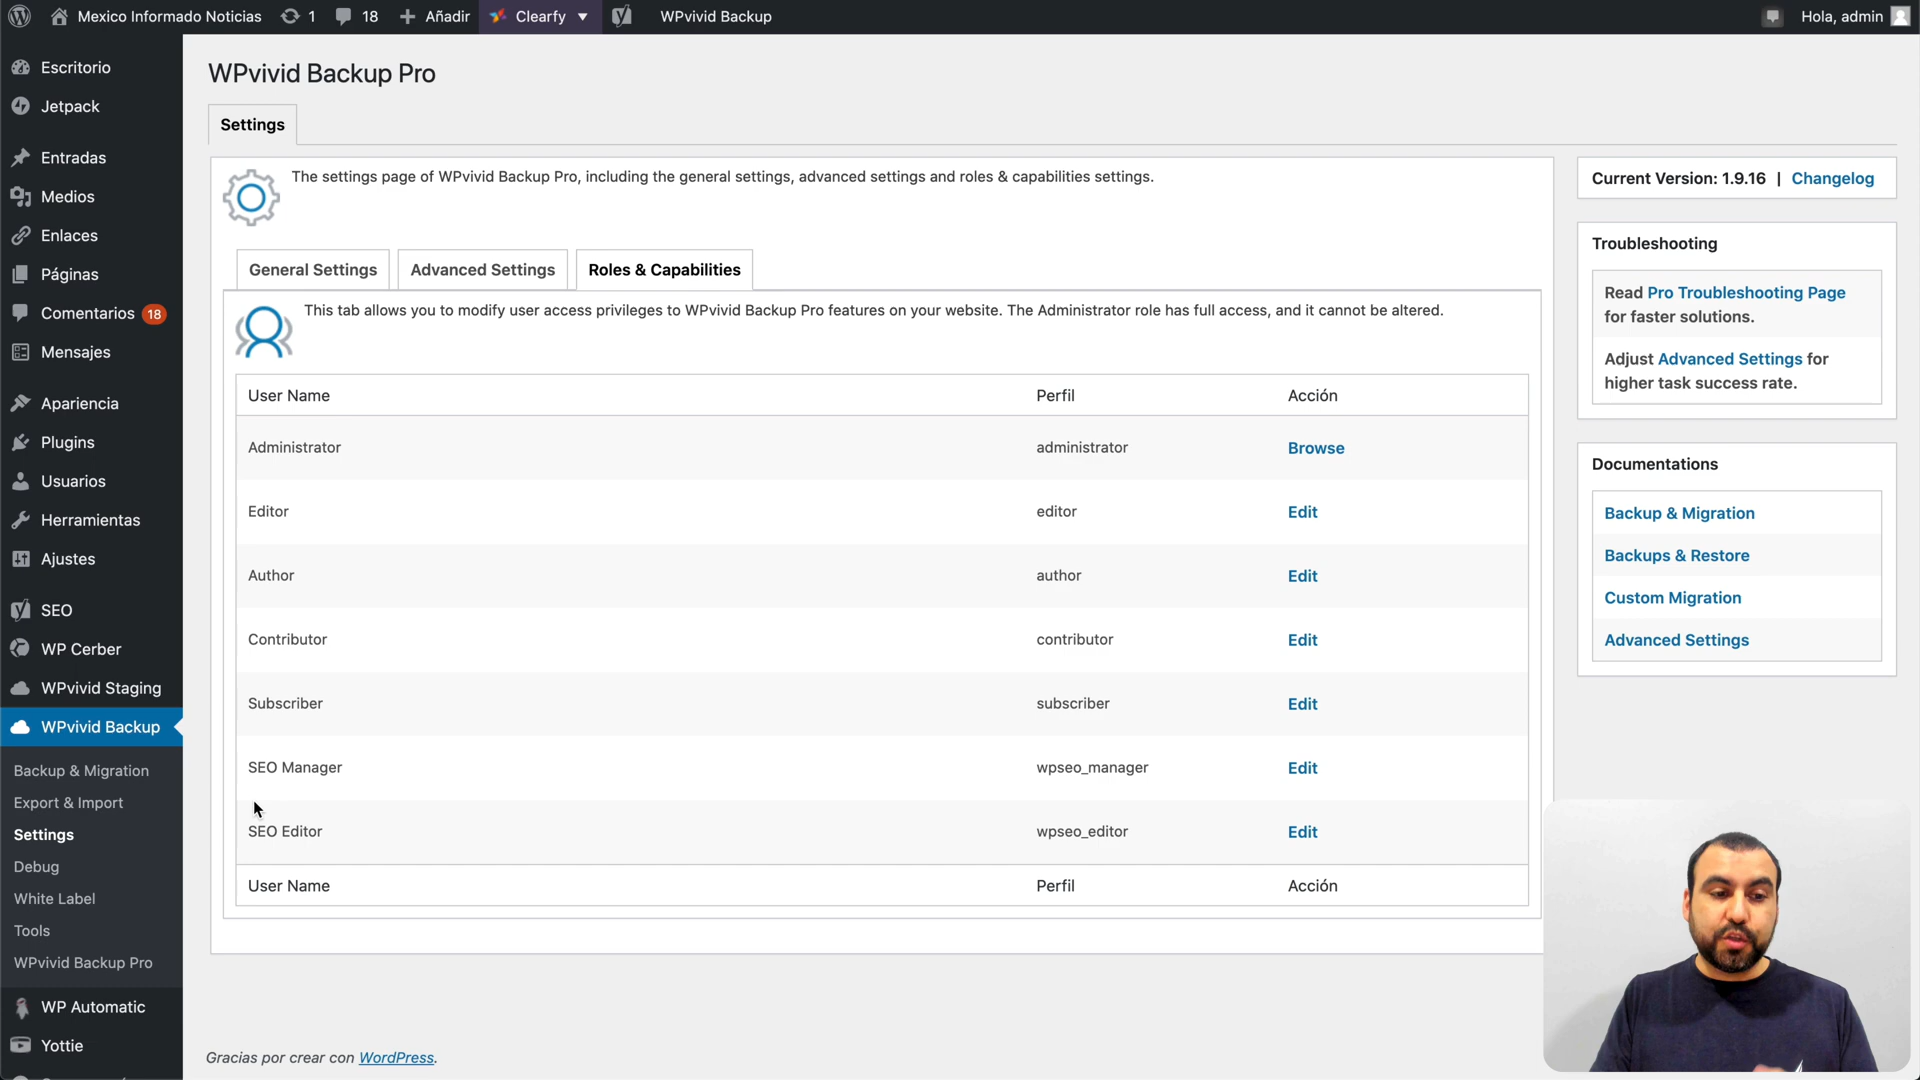 Mexico Informado Noticias
1
18
Añadir
Clearfy
WPvivid Backup
Hola, admin
Escritorio
Jetpack
Entradas
Medios
Enlaces
Páginas
Comentarios 18
Mensajes
Apariencia
Plugins
Usuarios
Herramientas
Ajustes
SEO
WP Cerber
WPvivid Staging
WPvivid Backup
Backup & Migration
Export & Import
Settings
Debug
White Label
Tools
WPvivid Backup Pro
WP Automatic
Yottie
WPvivid Backup Pro
Settings
The settings page of WPvivid Backup Pro, including the general settings, advanced settings and roles & capabilities settings.
General Settings
Advanced Settings
Roles & Capabilities
This tab allows you to modify user access privileges to WPvivid Backup Pro features on your website. The Administrator role has full access, and it cannot be altered.
User Name Perfil Acción
Administrator administrator Browse
Editor editor Edit
Author author Edit
Contributor contributor Edit
Subscriber subscriber Edit
SEO Manager wpseo_manager Edit
SEO Editor wpseo_editor Edit
User Name Perfil Acción
Gracias por crear con WordPress.
Current Version: 1.9.16 | Changelog
Troubleshooting
Read Pro Troubleshooting Page
for faster solutions.
Adjust Advanced Settings for
higher task success rate.
Documentations
Backup & Migration
Backups & Restore
Custom Migration
Advanced Settings